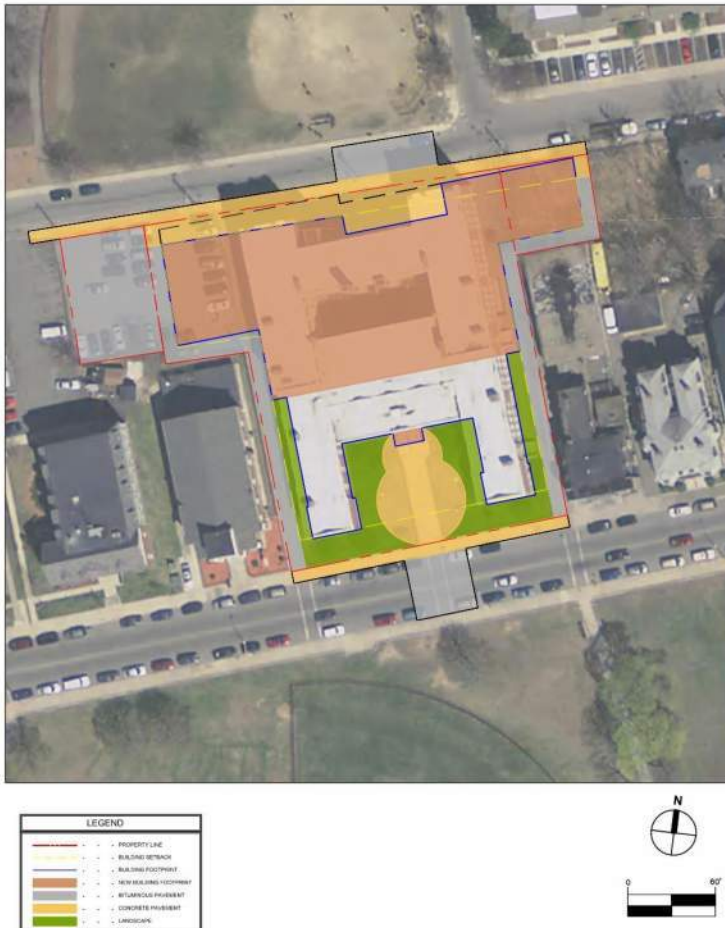 LEGEND
PROPERTY LINE
BUILDING SETBACK
BUILDING FOOTPRINT
NEW BUILDING FOOTPRINT
BITUMINOUS PAVEMENT
CONCRETE PAVEMENT
LANDSCAPE
N
0 60'